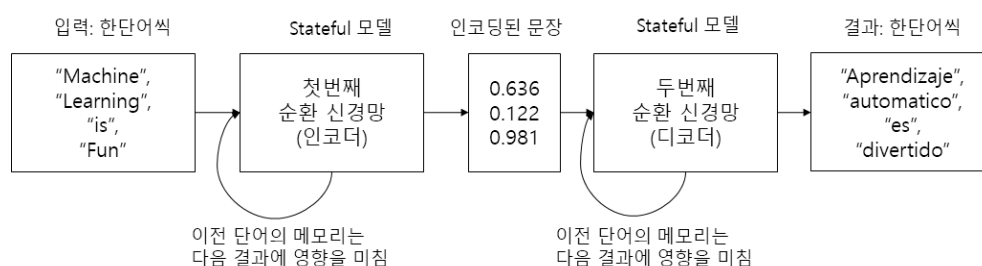 입력: 한단어씩
Stateful 모델
인코딩된 문장
Stateful 모델
결과: 한단어씩
“Machine”,
“Learning”,
“is”,
“Fun”
첫번째
순환 신경망
(인코더)
0.636
0.122
0.981
두번째
순환 신경망
(디코더)
“Aprendizaje”,
“automatico”,
“es”,
“divertido”
이전 단어의 메모리는
다음 결과에 영향을 미침
이전 단어의 메모리는
다음 결과에 영향을 미침